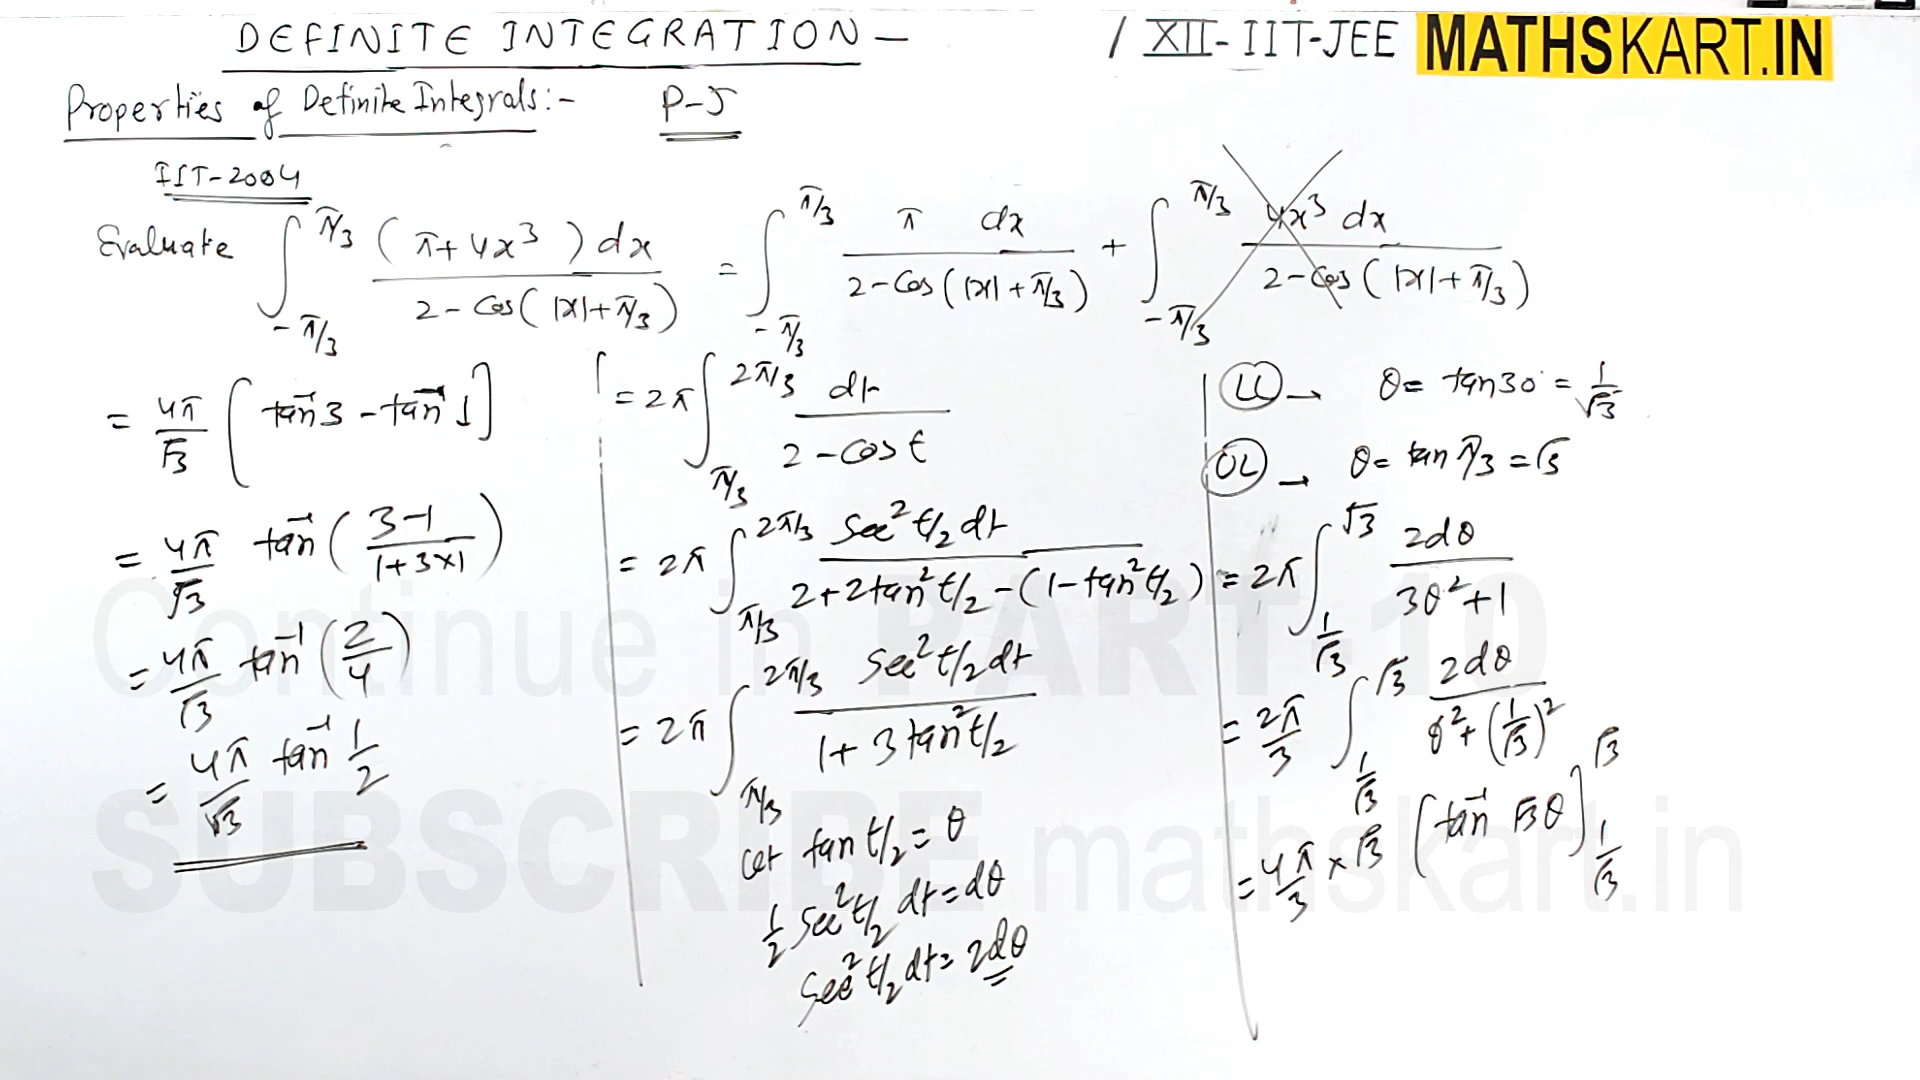 DEFINITE INTEGRATION — / XII-IIT-JEE MATHSKART.IN
Properties of Definite Integrals:- P-5
IIT-2004
Evaluate ∫_{-π/3}^{π/3} (π+4x³)dx / (2-Cos(|x|+π/3)) = ∫_{-π/3}^{π/3} π dx / (2-Cos(|x|+π/3)) + ∫_{-π/3}^{π/3} 4x³ dx / (2-Cos(|x|+π/3))
= 4π/√3 [tan⁻¹3 - tan⁻¹1]
= 4π/√3 tan⁻¹((3-1)/(1+3×1))
= 4π/√3 tan⁻¹(2/4)
= 4π/√3 tan⁻¹ 1/2
= 2π ∫_{π/3}^{2π/3} dt / (2-Cos t)
= 2π ∫_{π/3}^{2π/3} Sec² t/2 dt / (2+2tan² t/2 - (1-tan² t/2))
= 2π ∫_{π/3}^{2π/3} Sec² t/2 dt / (1+3tan² t/2)
Let tan t/2 = θ
1/2 Sec² t/2 dt = dθ
Sec² t/2 dt = 2dθ
LL → θ = tan30° = 1/√3
UL → θ = tan π/3 = √3
= 2π ∫_{1/√3}^{√3} 2dθ / (3θ²+1)
= 2π/3 ∫_{1/√3}^{√3} 2dθ / (θ²+(1/√3)²)
= 4π/3 × √3 [tan⁻¹ √3θ]_{1/√3}^{√3}
Continue in PART-10
SUBSCRIBE mathskart.in